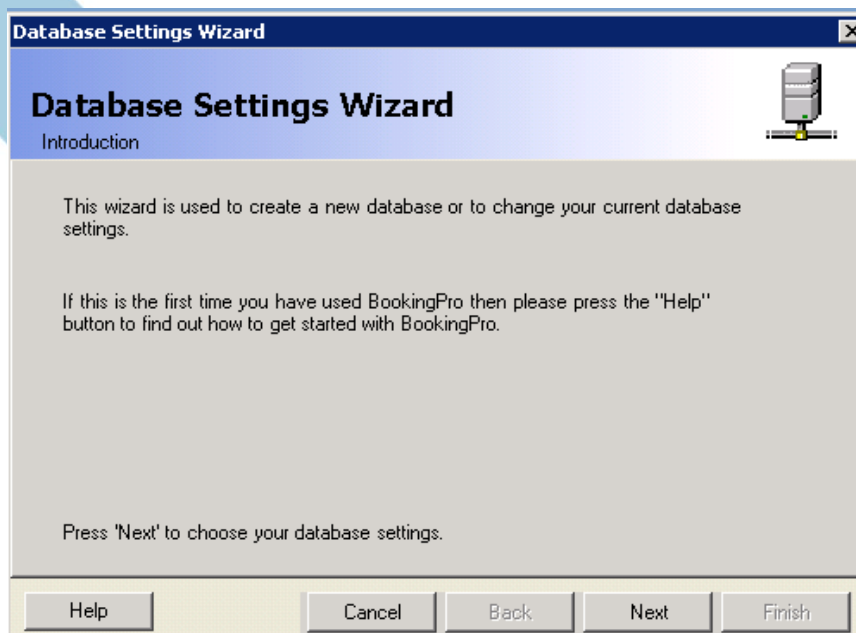 Database Settings Wizard
Database Settings Wizard
Introduction
This wizard is used to create a new database or to change your current database
settings.
If this is the first time you have used BookingPro then please press the "Help"
button to find out how to get started with BookingPro.
Press 'Next' to choose your database settings.
Help Cancel Back Next Finish